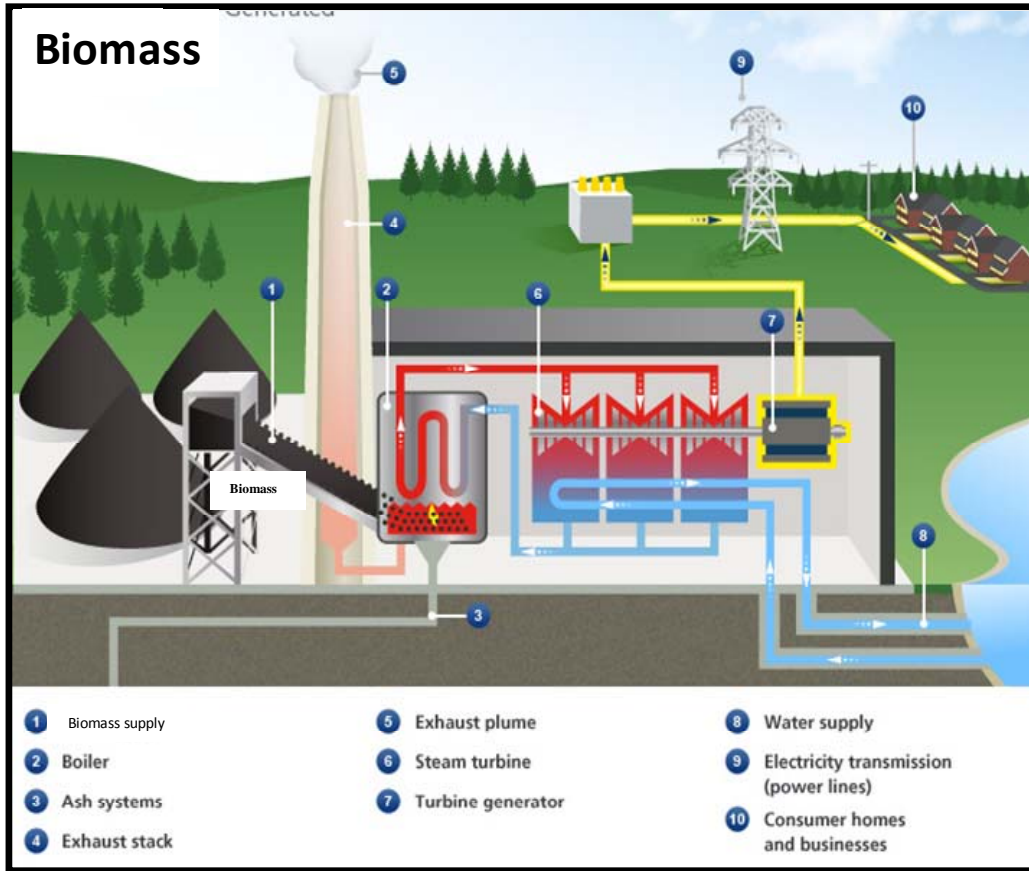 Generated
Biomass
5
9
10
4
1
2
6
7
Biomass
8
3
1 Biomass supply
2 Boiler
3 Ash systems
4 Exhaust stack
5 Exhaust plume
6 Steam turbine
7 Turbine generator
8 Water supply
9 Electricity transmission
(power lines)
10 Consumer homes
and businesses